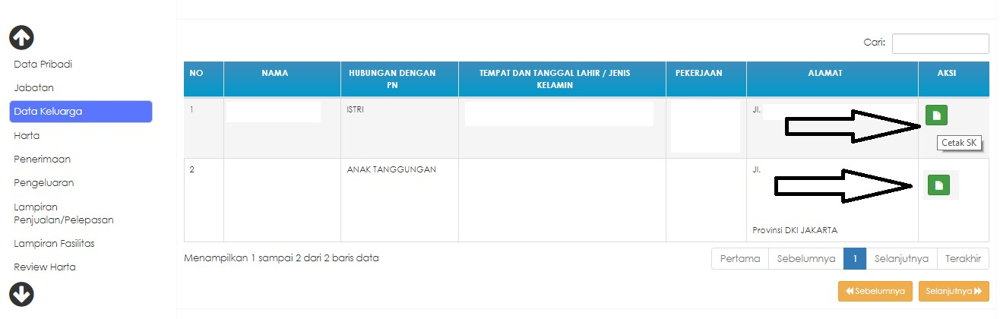 Cari:
Data Pribadi
Jabatan
Data Keluarga
Harta
Penerimaan
Pengeluaran
Lampiran
Penjualan/Pelepasan
Lampiran Fasilitas
Review Harta
NO NAMA HUBUNGAN DENGAN PN TEMPAT DAN TANGGAL LAHIR / JENIS KELAMIN PEKERJAAN ALAMAT AKSI
1 ISTRI Jl.
Cetak SK
2 ANAK TANGGUNGAN Jl.
Provinsi DKI JAKARTA
Menampilkan 1 sampai 2 dari 2 baris data
Pertama Sebelumnya 1 Selanjutnya Terakhir
Sebelumnya Selanjutnya